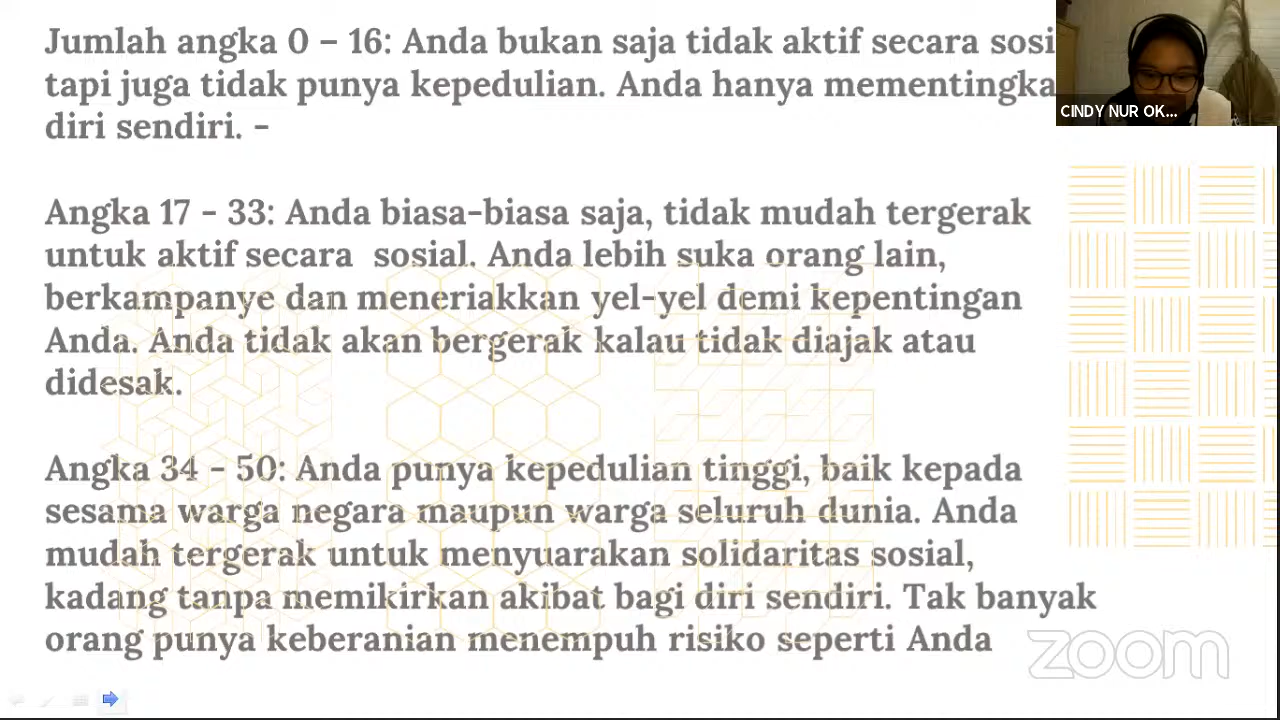 Jumlah angka 0 – 16: Anda bukan saja tidak aktif secara sosi
tapi juga tidak punya kepedulian. Anda hanya mementingka
diri sendiri. -
CINDY NUR OK...
Angka 17 - 33: Anda biasa-biasa saja, tidak mudah tergerak
untuk aktif secara  sosial. Anda lebih suka orang lain,
berkampanye dan meneriakkan yel-yel demi kepentingan
Anda. Anda tidak akan bergerak kalau tidak diajak atau
didesak.
Angka 34 - 50: Anda punya kepedulian tinggi, baik kepada
sesama warga negara maupun warga seluruh dunia. Anda
mudah tergerak untuk menyuarakan solidaritas sosial,
kadang tanpa memikirkan akibat bagi diri sendiri. Tak banyak
orang punya keberanian menempuh risiko seperti Anda
zoom